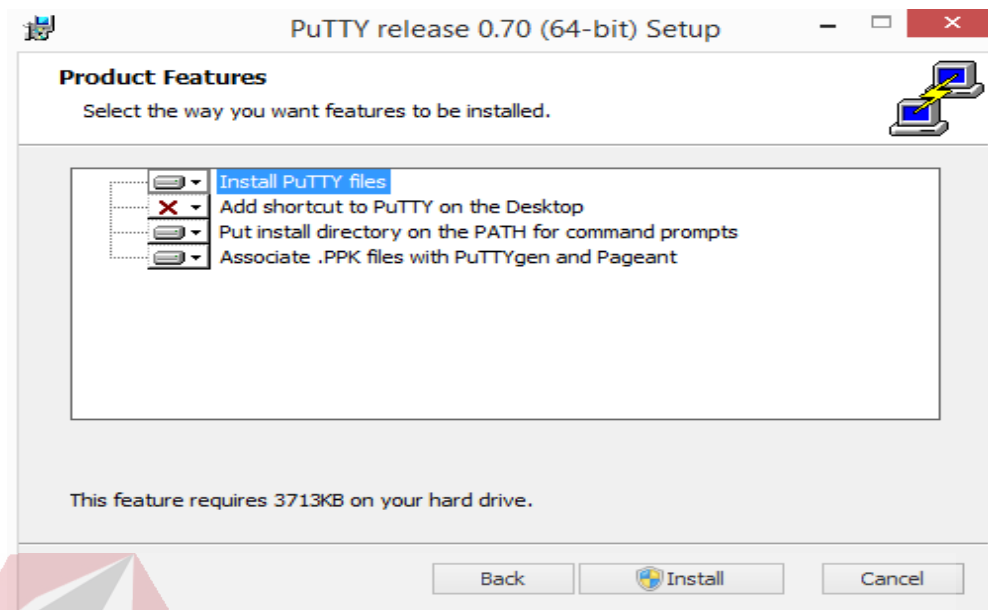 PuTTY release 0.70 (64-bit) Setup
Product Features
Select the way you want features to be installed.
Install PuTTY files
Add shortcut to PuTTY on the Desktop
Put install directory on the PATH for command prompts
Associate .PPK files with PuTTYgen and Pageant
This feature requires 3713KB on your hard drive.
Back Install Cancel